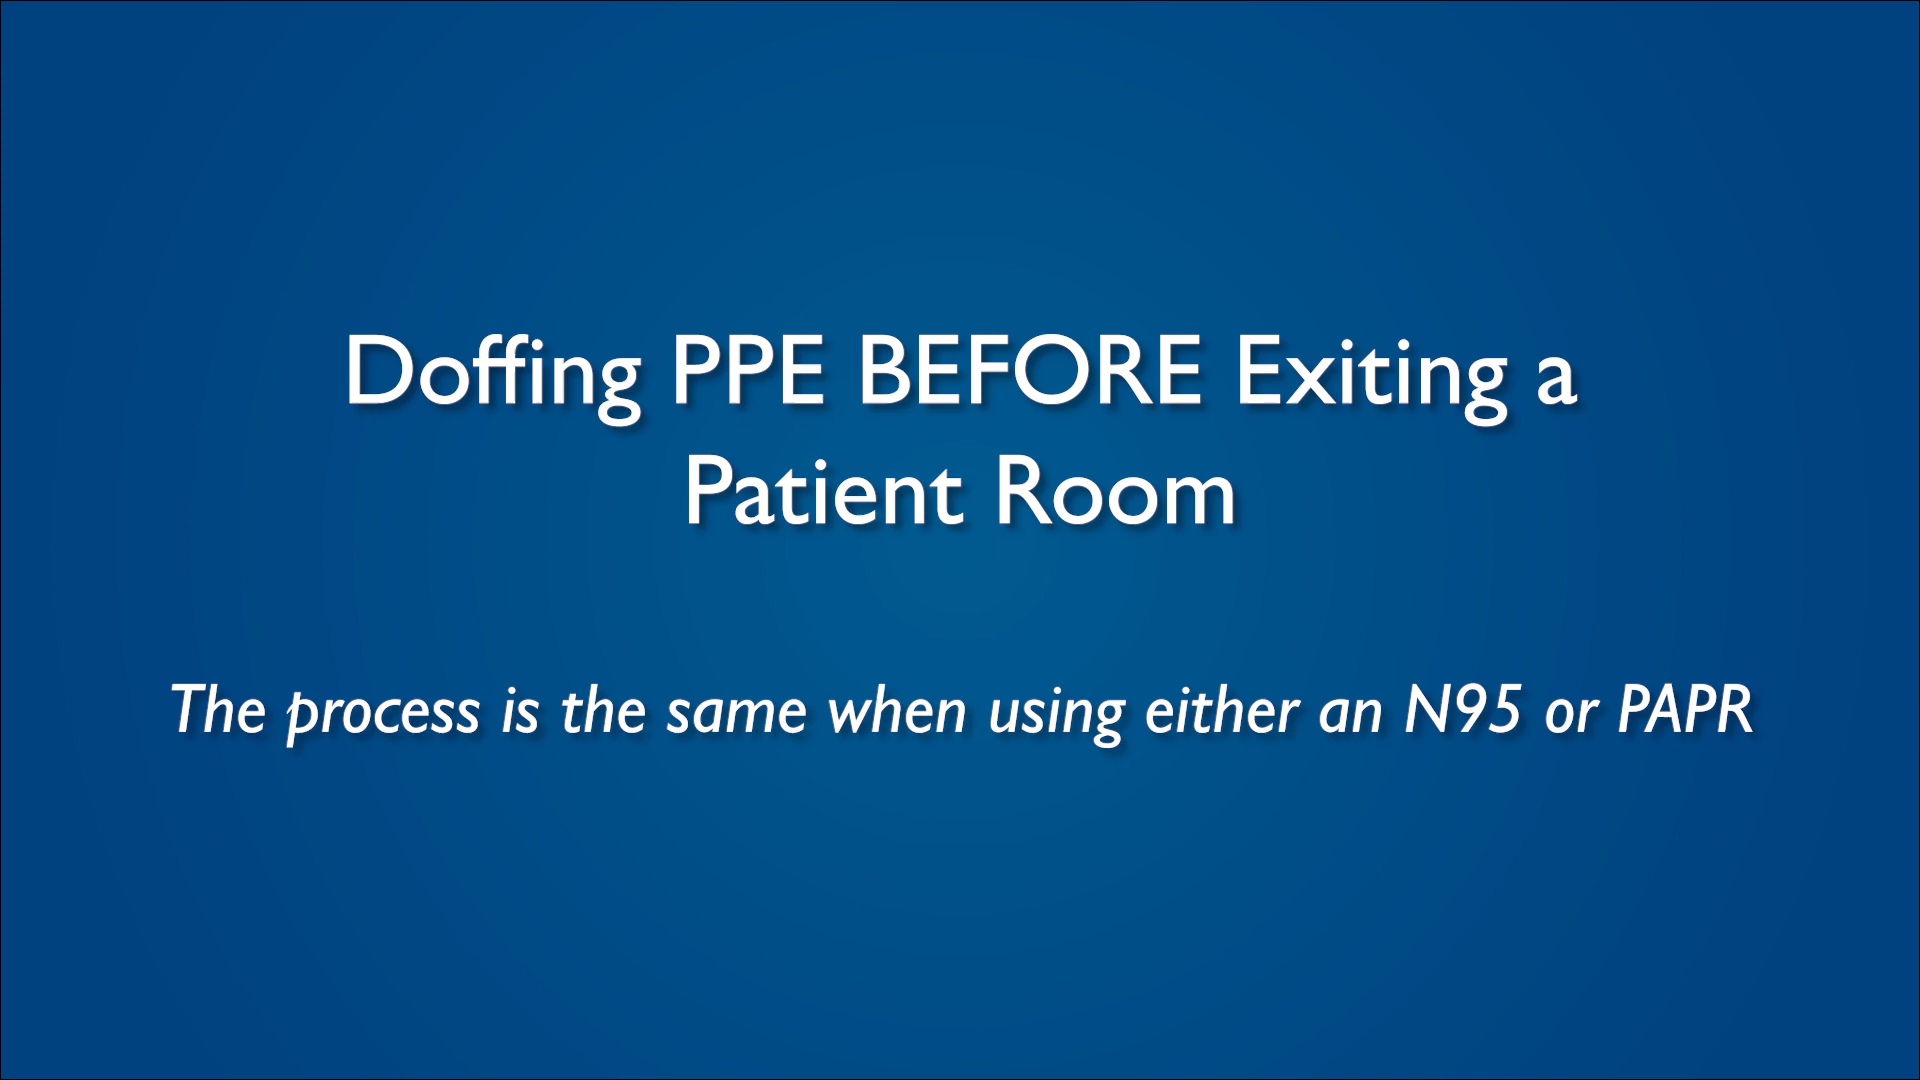 Doffing PPE BEFORE Exiting a
Patient Room
The process is the same when using either an N95 or PAPR